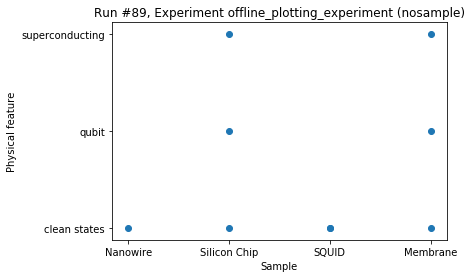 Run #89, Experiment offline_plotting_experiment (nosample)
superconducting
qubit
clean states
Physical feature
Nanowire Silicon Chip SQUID Membrane
Sample